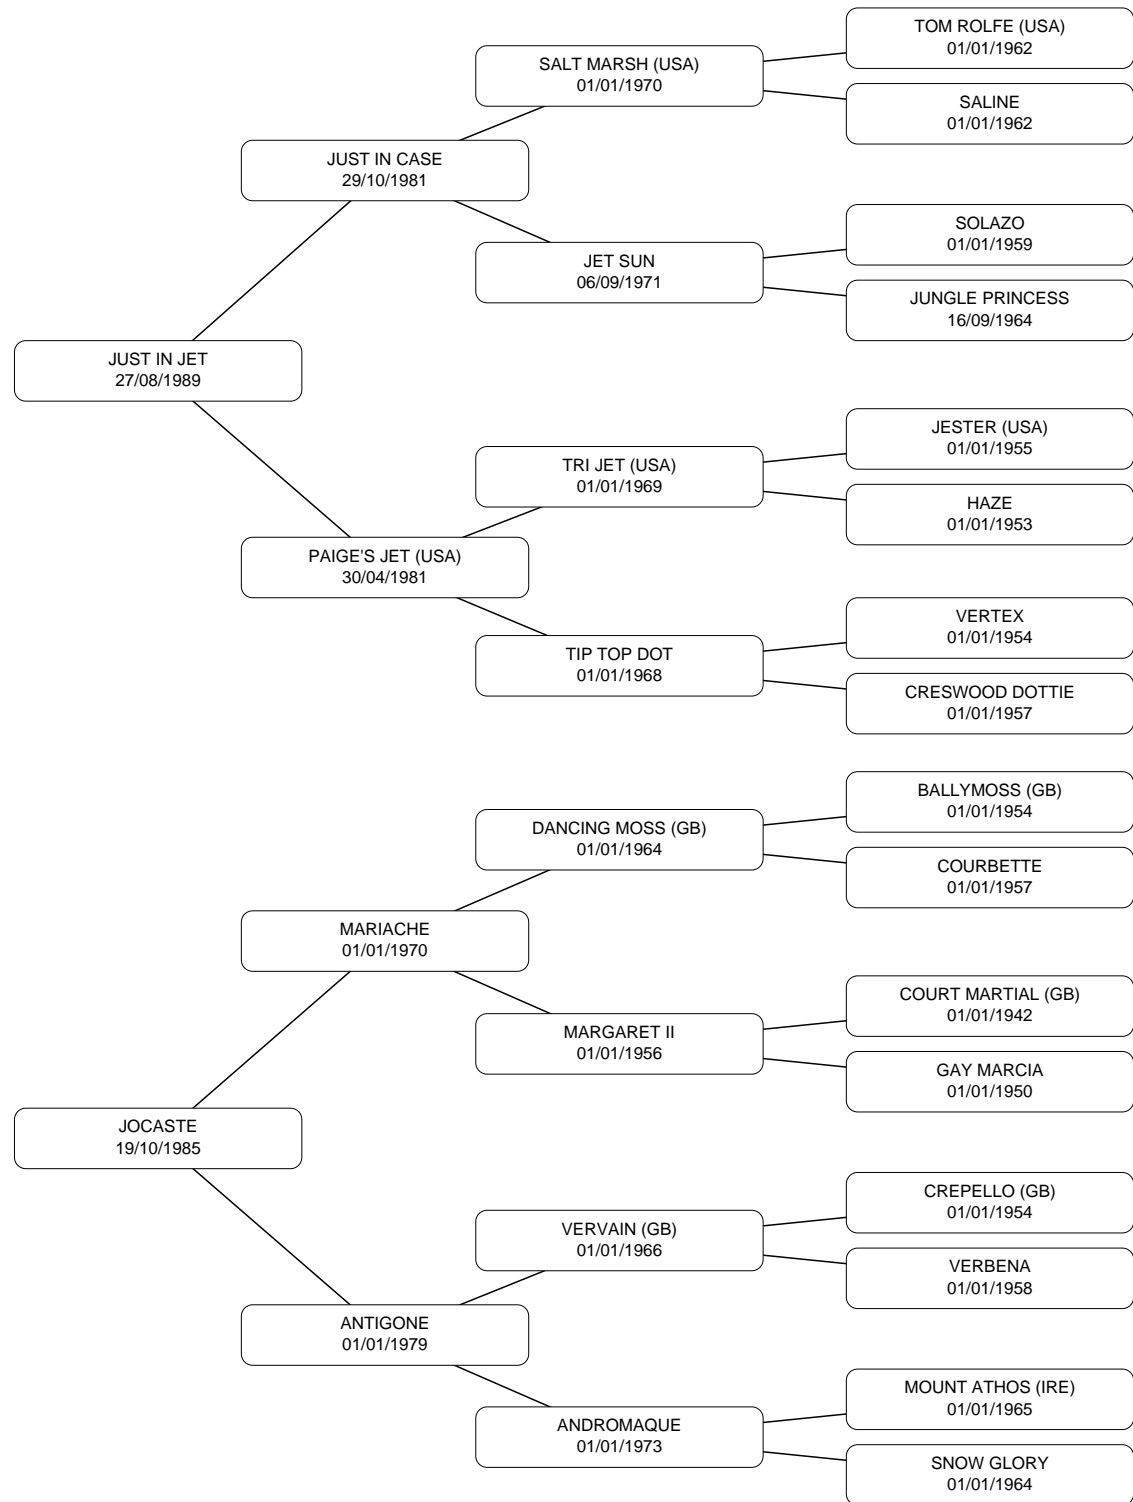 TOM ROLFE (USA)
01/01/1962
SALT MARSH (USA)
01/01/1970
SALINE
01/01/1962
JUST IN CASE
29/10/1981
SOLAZO
01/01/1959
JET SUN
06/09/1971
JUNGLE PRINCESS
16/09/1964
JUST IN JET
27/08/1989
JESTER (USA)
01/01/1955
TRI JET (USA)
01/01/1969
HAZE
01/01/1953
PAIGE'S JET (USA)
30/04/1981
VERTEX
01/01/1954
TIP TOP DOT
01/01/1968
CRESWOOD DOTTIE
01/01/1957
BALLYMOSS (GB)
01/01/1954
DANCING MOSS (GB)
01/01/1964
COURBETTE
01/01/1957
MARIACHE
01/01/1970
COURT MARTIAL (GB)
01/01/1942
MARGARET II
01/01/1956
GAY MARCIA
01/01/1950
JOCASTE
19/10/1985
CREPELLO (GB)
01/01/1954
VERVAIN (GB)
01/01/1966
VERBENA
01/01/1958
ANTIGONE
01/01/1979
MOUNT ATHOS (IRE)
01/01/1965
ANDROMAQUE
01/01/1973
SNOW GLORY
01/01/1964